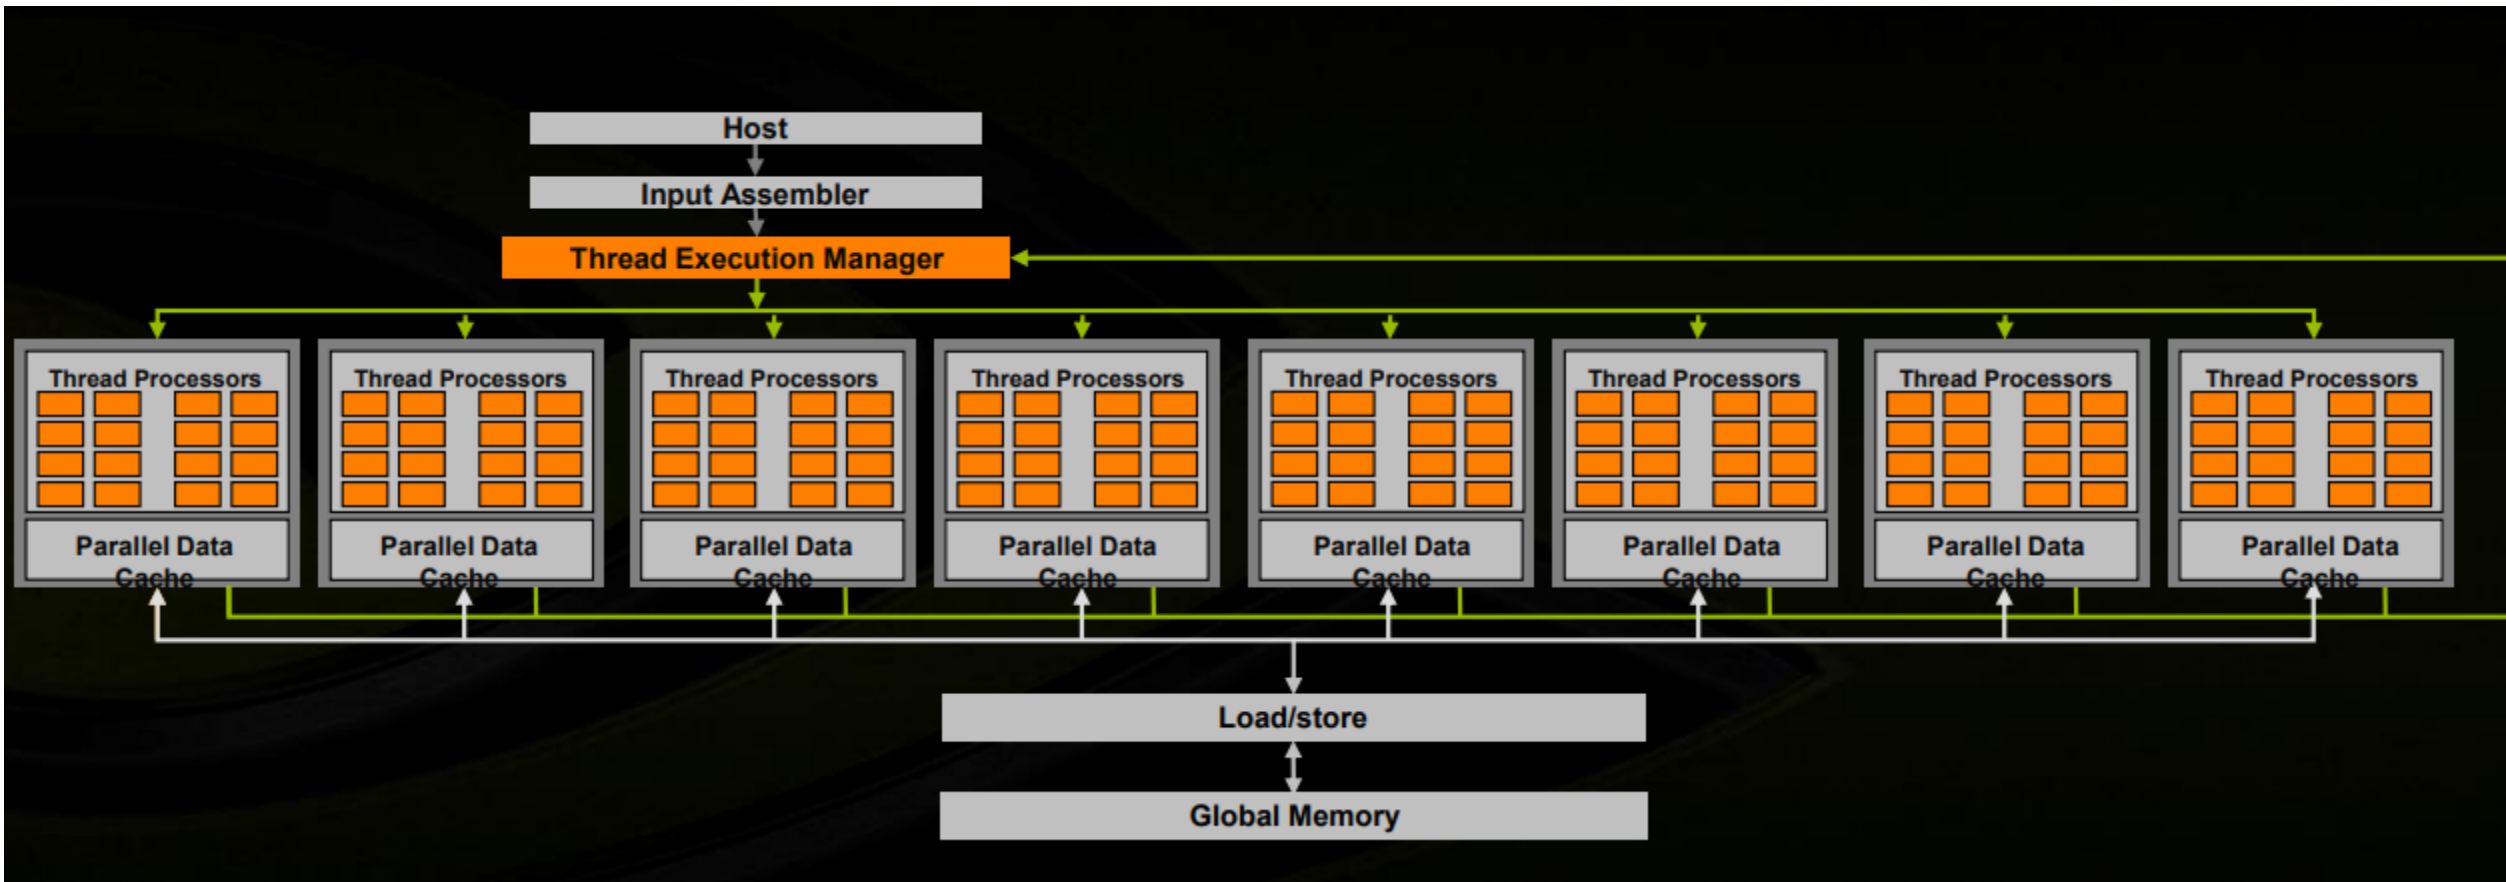 Host
Input Assembler
Thread Execution Manager
Thread Processors
Thread Processors
Thread Processors
Thread Processors
Thread Processors
Thread Processors
Thread Processors
Thread Processors
Parallel Data
Cache
Parallel Data
Cache
Parallel Data
Cache
Parallel Data
Cache
Parallel Data
Cache
Parallel Data
Cache
Parallel Data
Cache
Parallel Data
Cache
Load/store
Global Memory